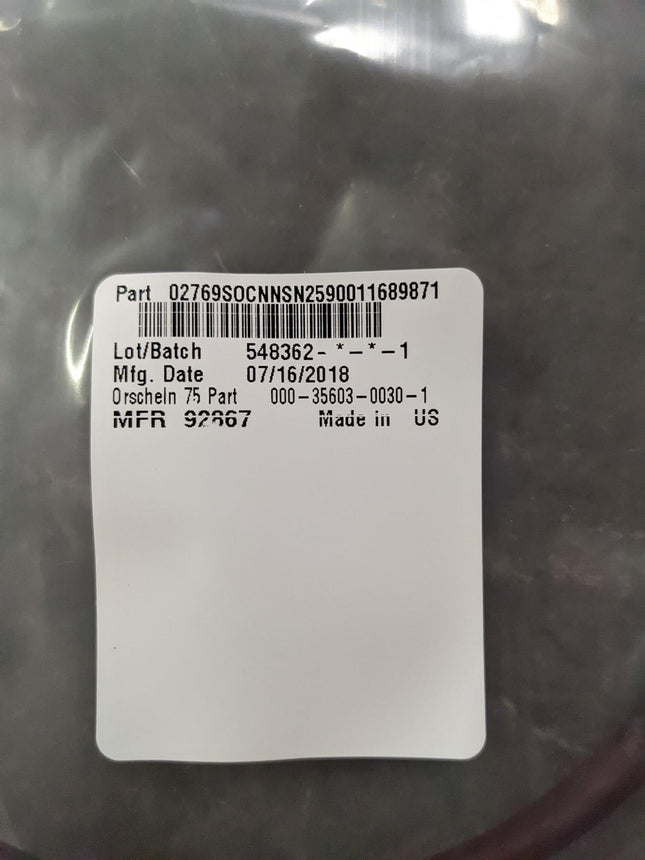 Part 02769SOCNNSN2590011689871
Lot/Batch 548362-*-*-1
Mfg. Date 07/16/2018
Orscheln 75 Part 000-35603-0030-1
MFR 92867 Made in US